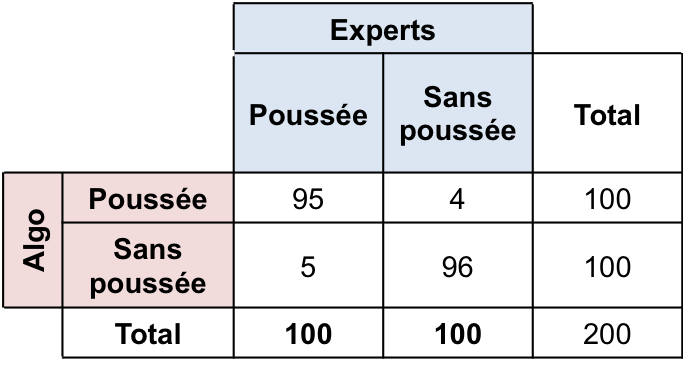 Experts
Poussée
Sans
poussée
Total
Algo
Poussée
95
4
100
Sans
poussée
5
96
100
Total
100
100
200